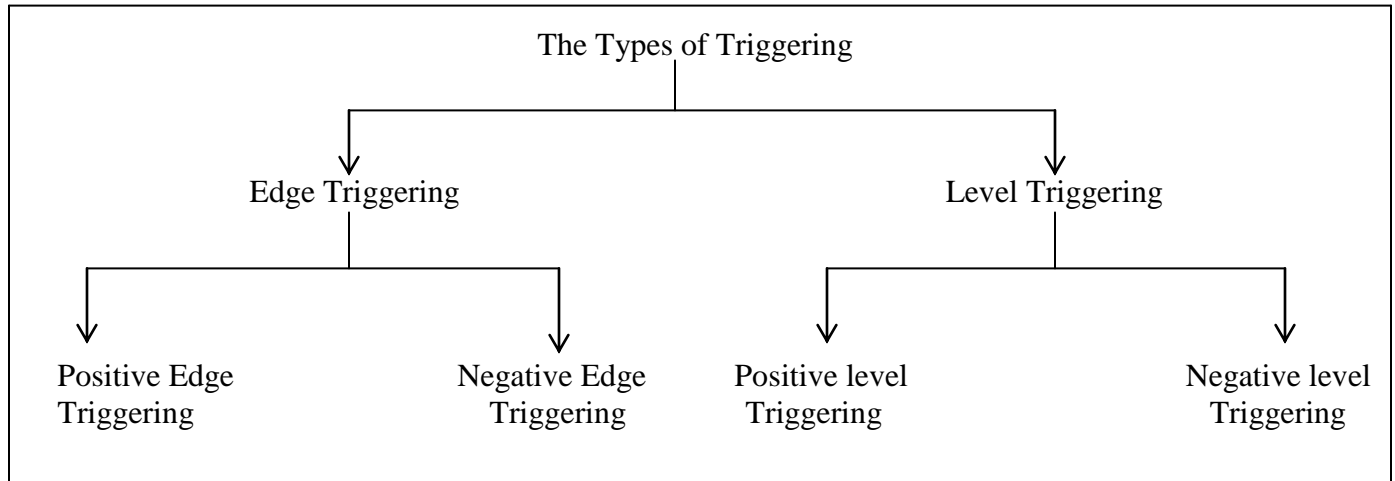 The Types of Triggering
Edge Triggering
Level Triggering
Positive Edge
Triggering
Negative Edge
Triggering
Positive level
Triggering
Negative level
Triggering